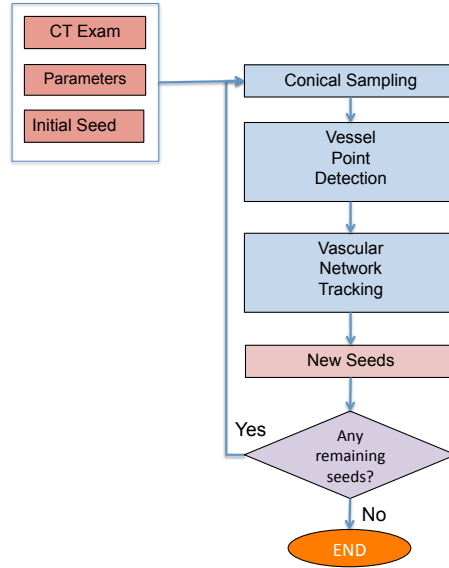 CT Exam
Parameters
Initial Seed
Conical Sampling
Vessel
Point
Detection
Vascular
Network
Tracking
New Seeds
Any
remaining
seeds?
Yes
No
END